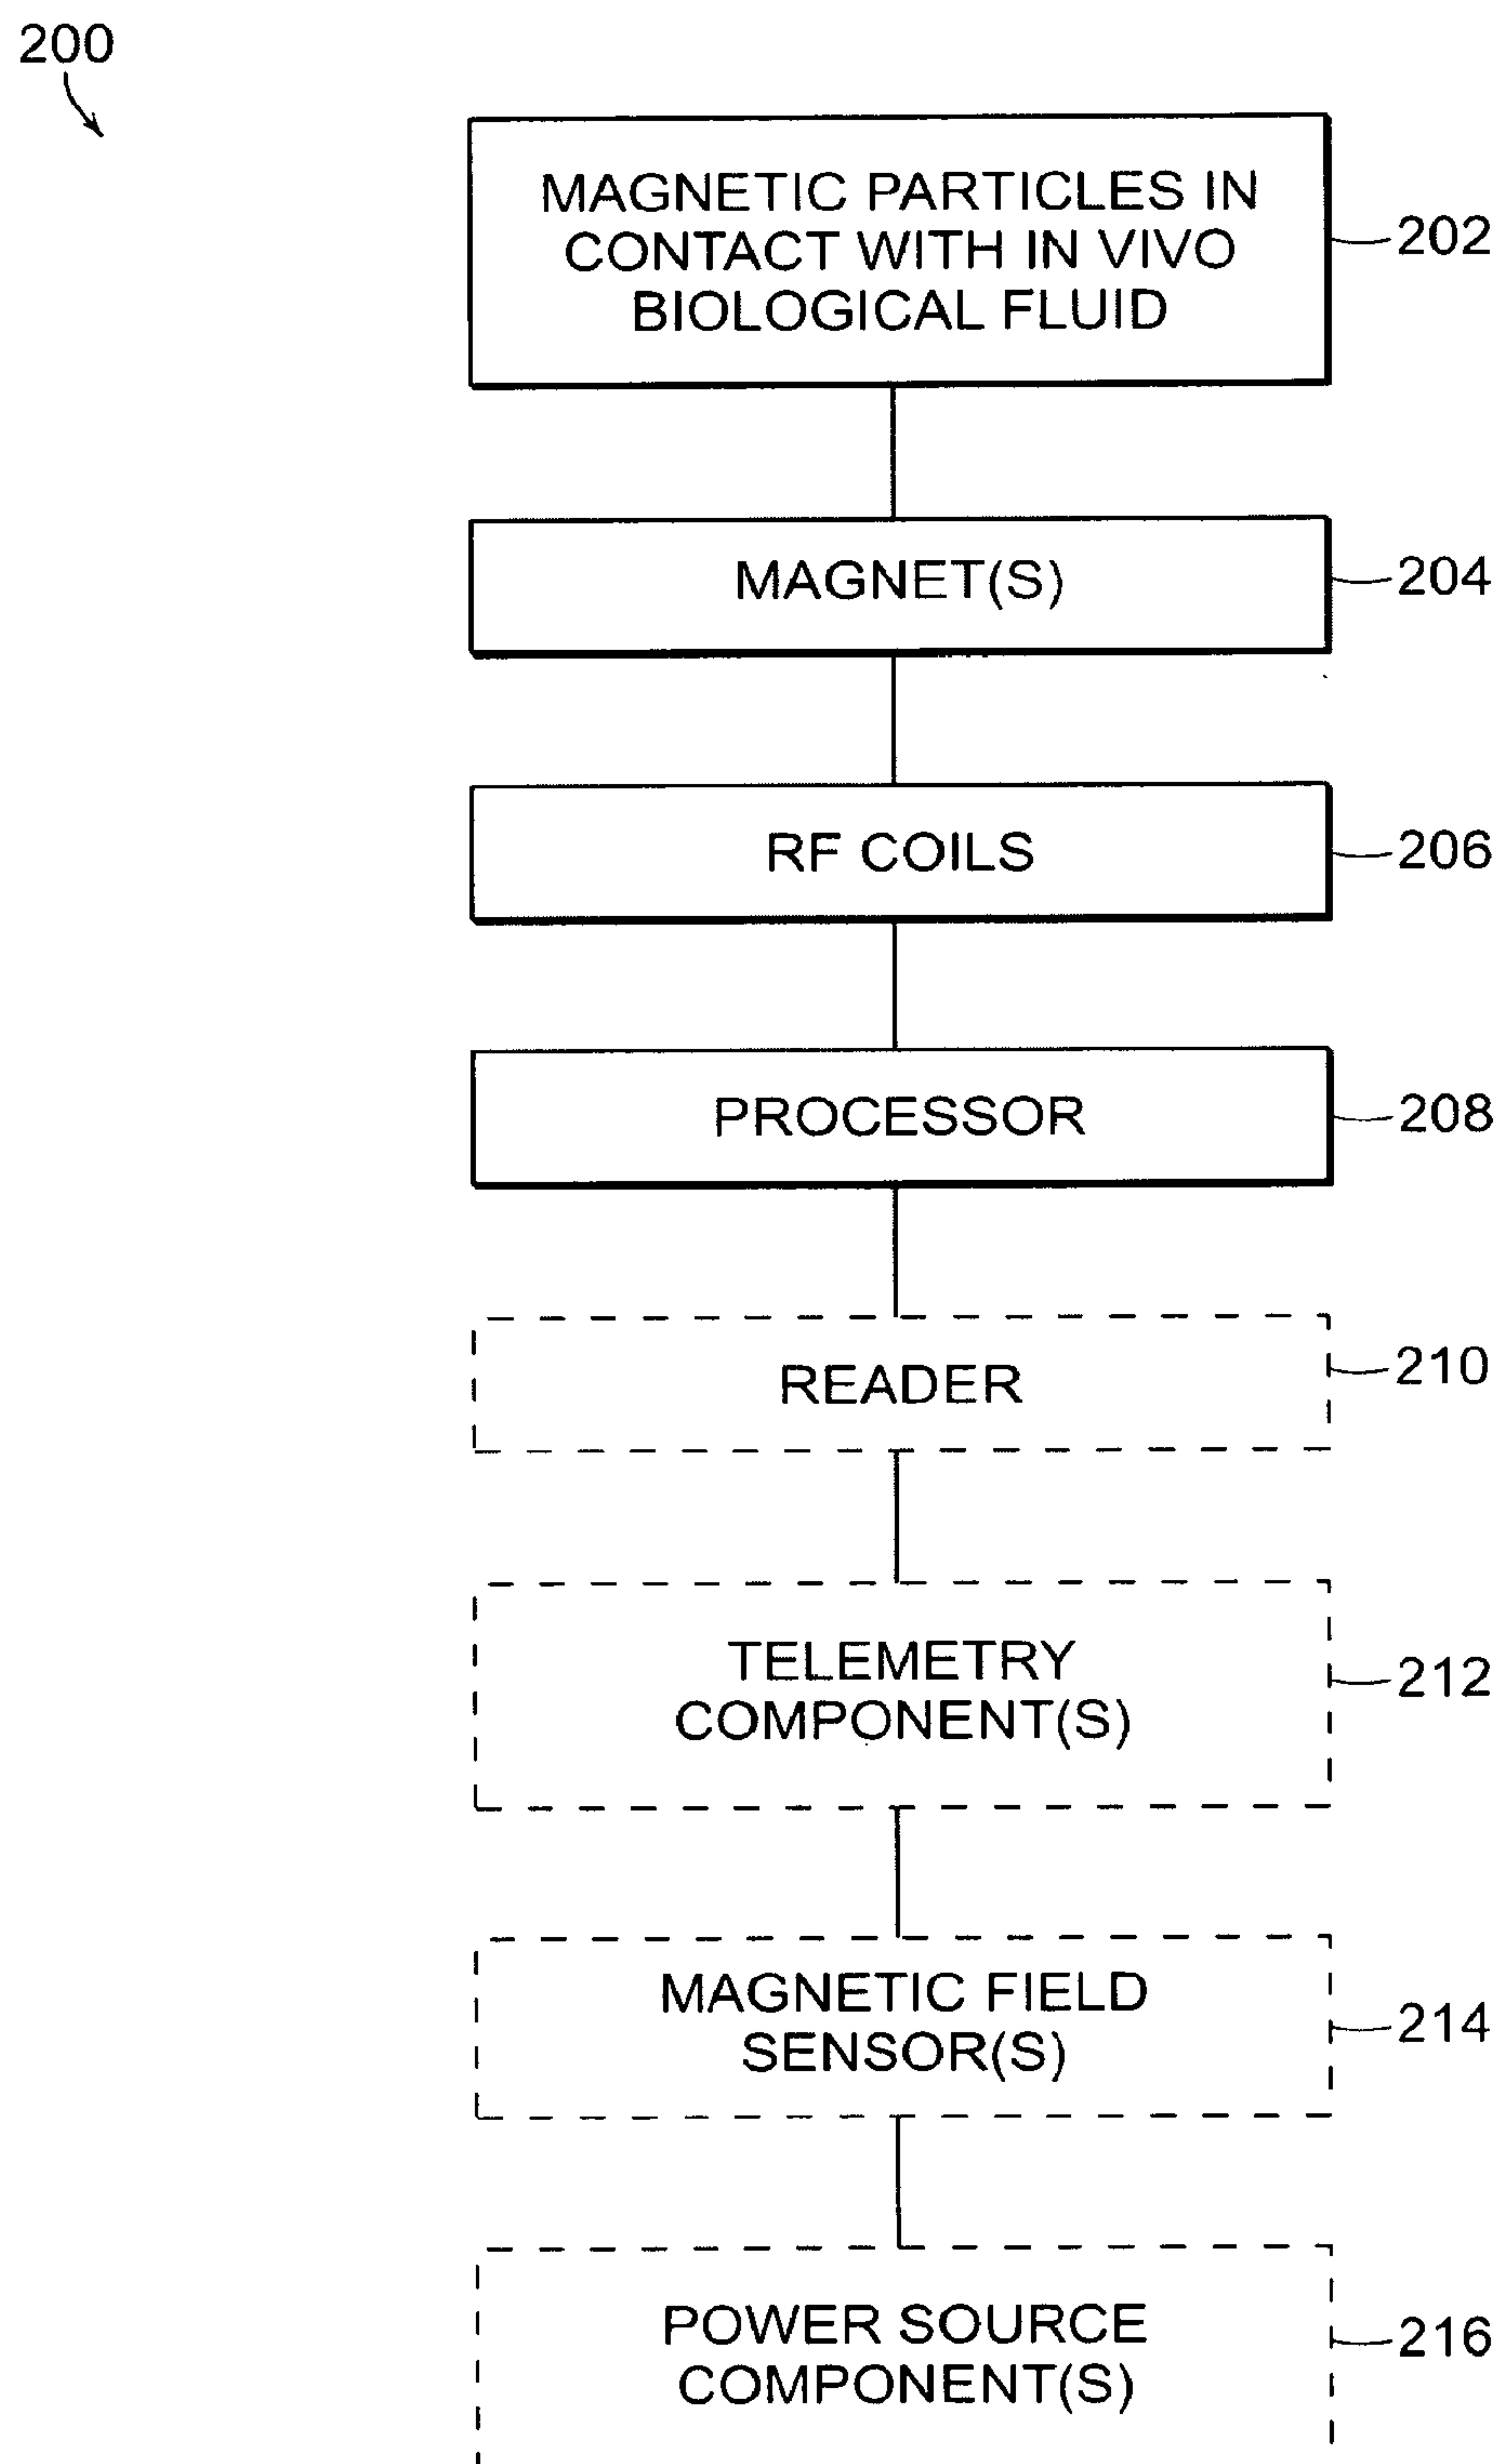 200
MAGNETIC PARTICLES IN
CONTACT WITH IN VIVO
BIOLOGICAL FLUID
202
MAGNET(S)
204
RF COILS
206
PROCESSOR
208
READER
210
TELEMETRY
COMPONENT(S)
212
MAGNETIC FIELD
SENSOR(S)
214
POWER SOURCE
COMPONENT(S)
216